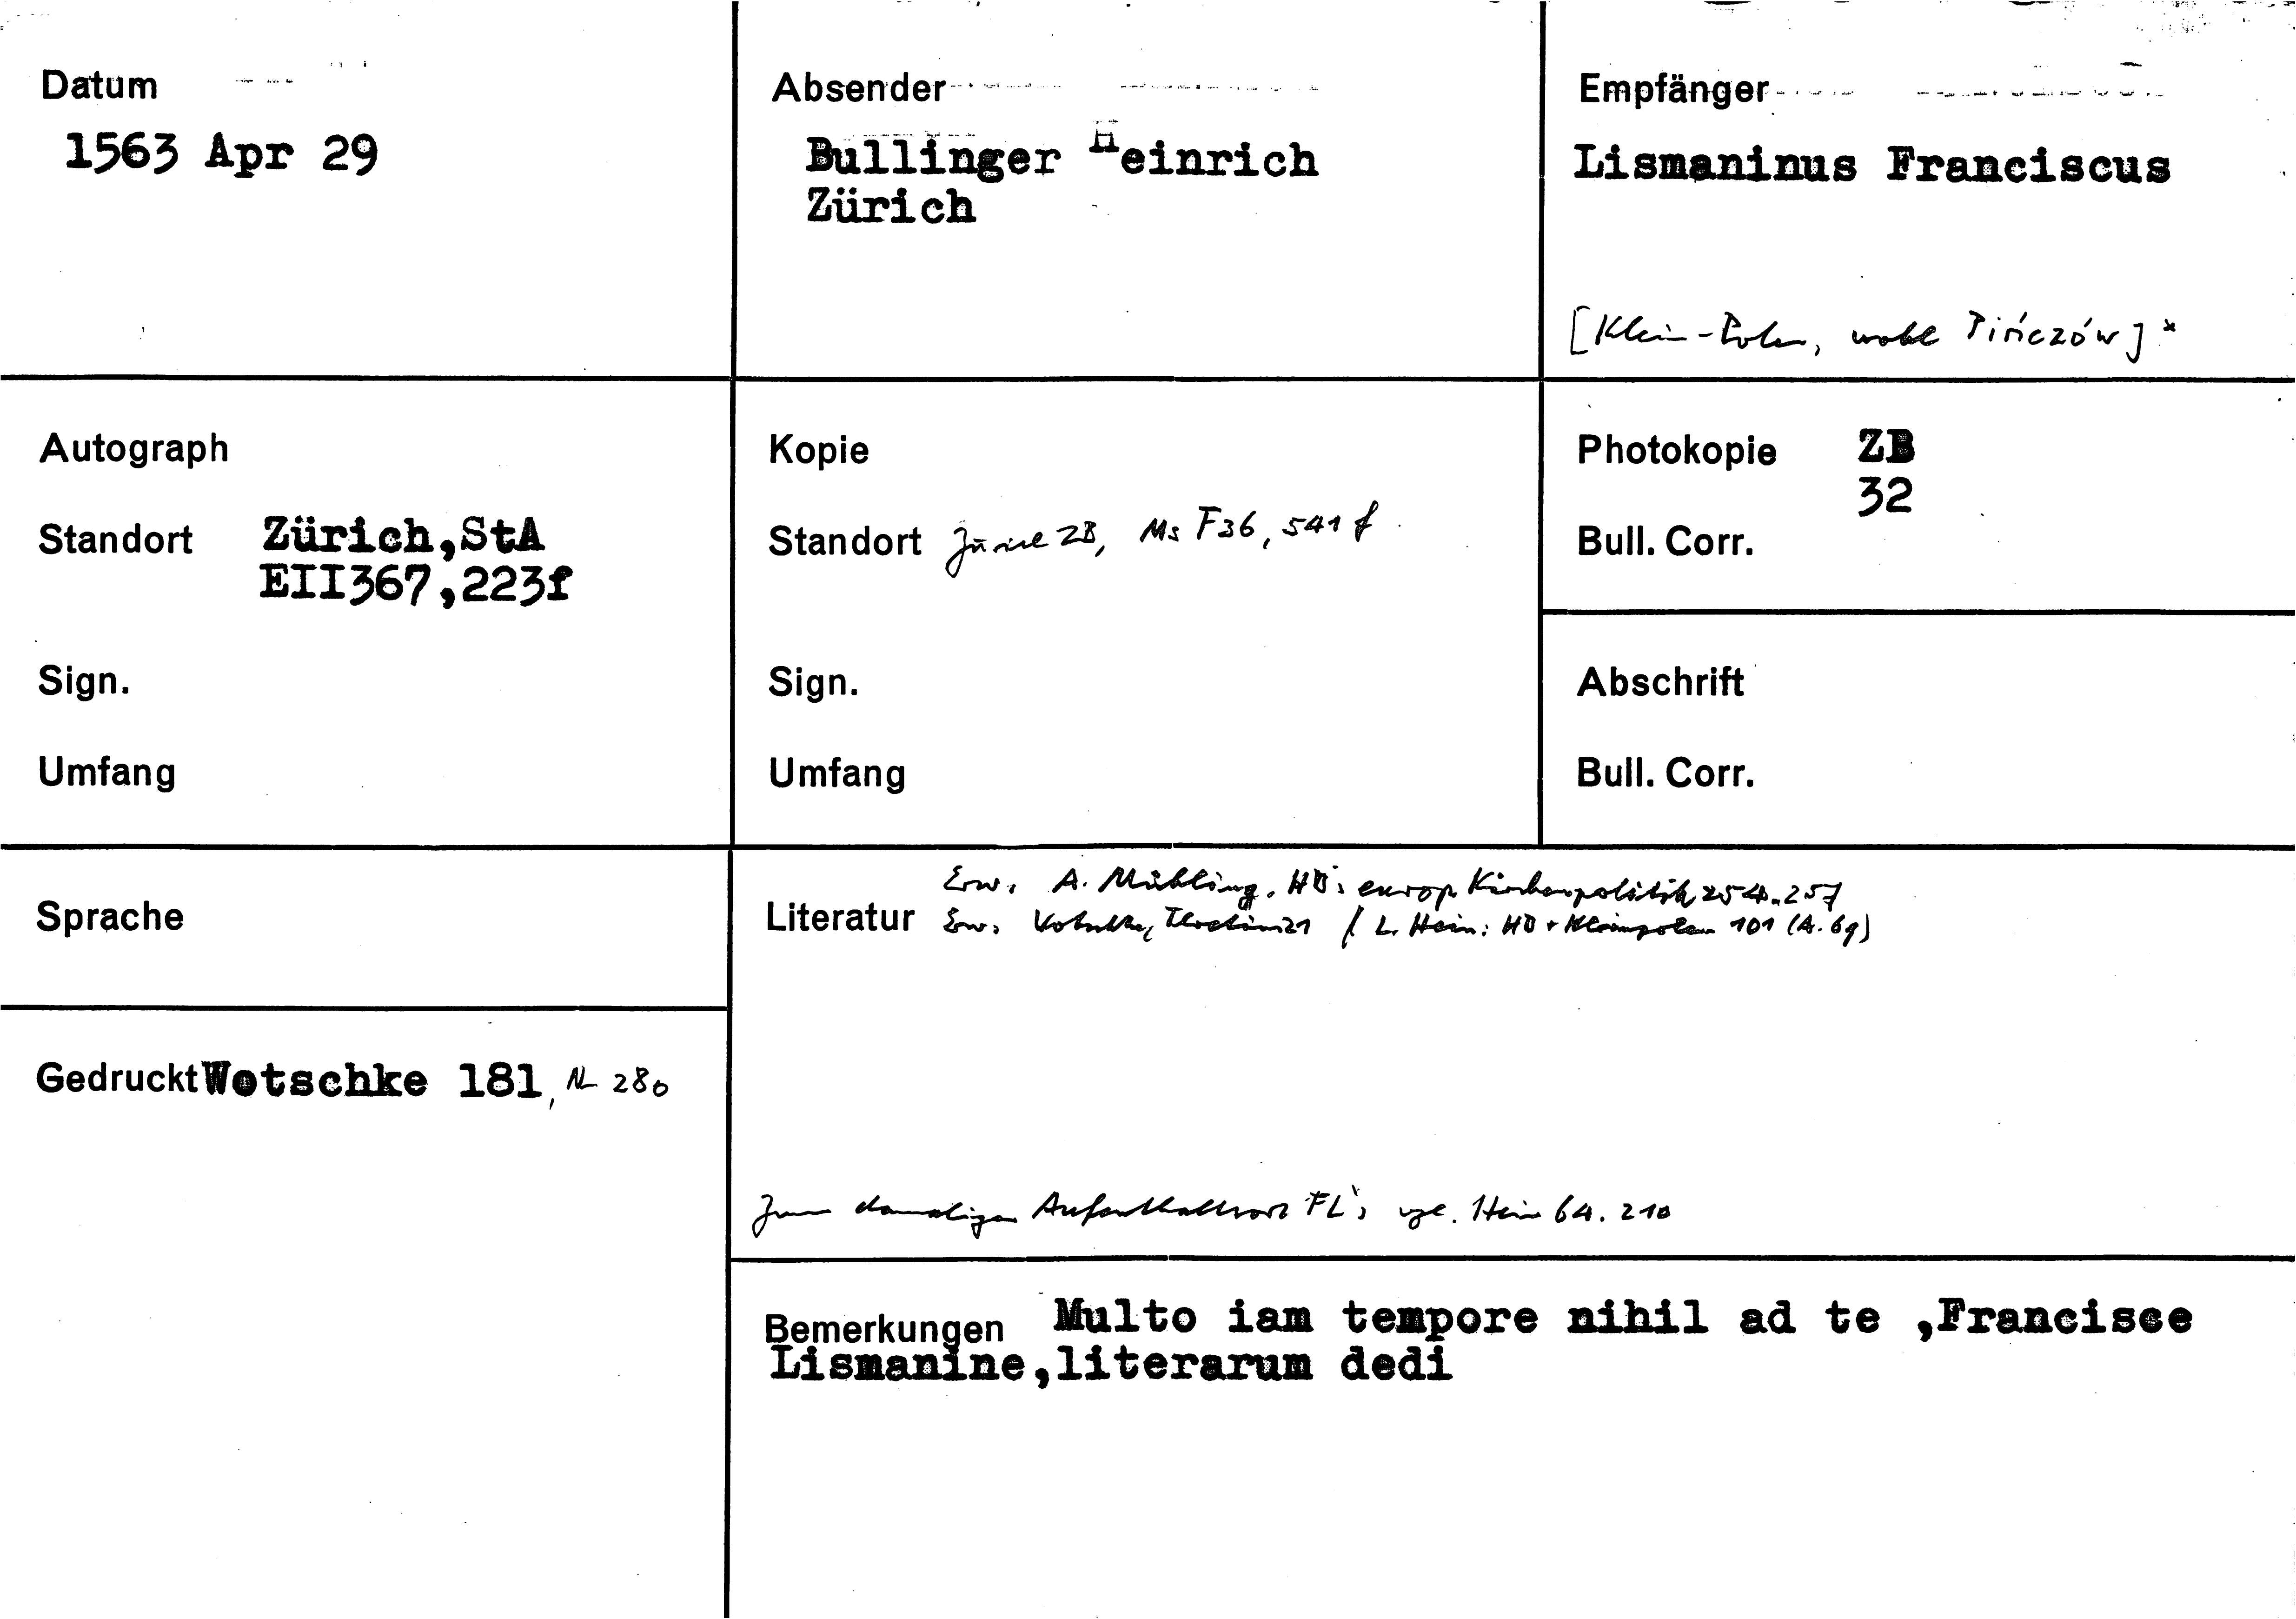 Datum
1563 Apr 29
Absender
Bullinger Heinrich
Zürich
Empfänger
Lismaninus Franciscus
[Klein-Polen, wohl Pińczów]*
Autograph
Standort Zürich,StA
EII367,223f
Sign.
Umfang
Kopie
Standort Zürich ZB, Ms F36, 541 f
Sign.
Umfang
Photokopie ZB
32
Bull. Corr.
Abschrift
Bull. Corr.
Sprache
Erw. A. Mühling, HB's europ. Kirchenpolitik 254. 257
Literatur Erw. / L. Hein: HB + Kleinpolen 101 (A. 69)
Gedruckt Wotschke 181, Nr 280
Zum damaligen Aufenthaltsort FL's vgl. Hein 64. 210
Bemerkungen Multo iam tempore nihil ad te ,Francisce
Lismanine,literarum dedi